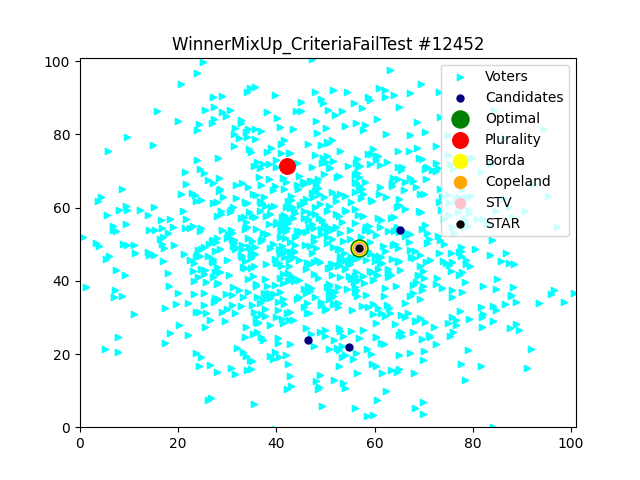 WinnerMixUp_CriteriaFailTest #12452
100
80
60
40
20
0
0
20
40
60
80
100
Voters
Candidates
Optimal
Plurality
Borda
Copeland
STV
STAR